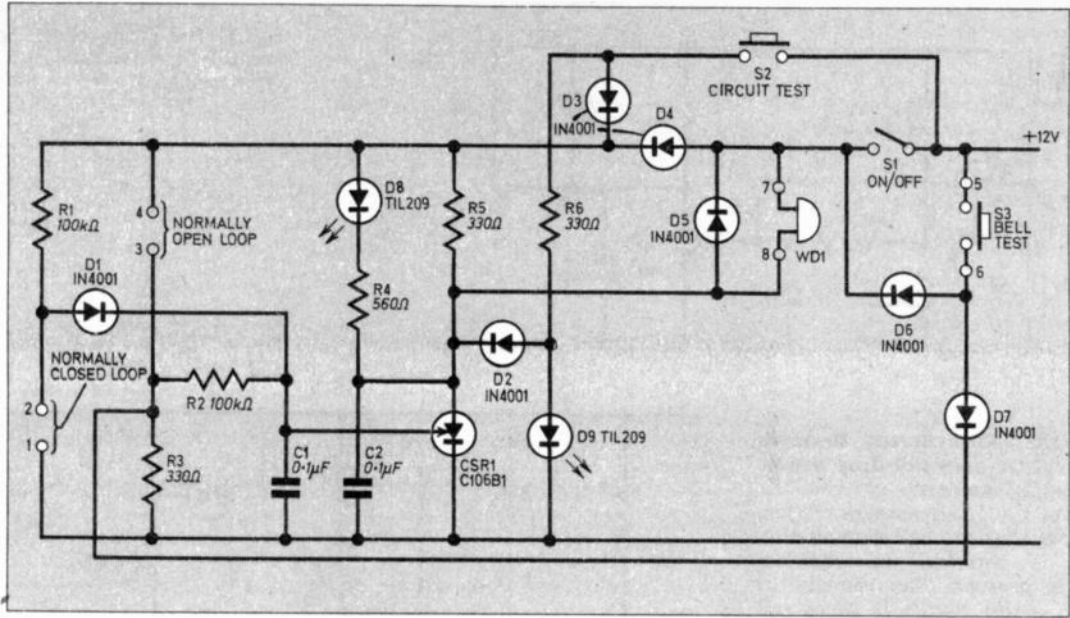 S2
CIRCUIT TEST
D3
IN4001
D4
+12V
S1
ON/OFF
R1
100kΩ
4
3
NORMALLY
OPEN LOOP
D8
TIL209
R5
330Ω
R6
330Ω
D5
IN4001
7
8
WD1
5
S3
BELL
TEST
6
D1
IN4001
R4
560Ω
D6
IN4001
NORMALLY
CLOSED LOOP
2
1
R2 100kΩ
D2
IN4001
R3
330Ω
C1
0·1μF
C2
0·1μF
CSR1
C106B1
D9 TIL209
D7
IN4001